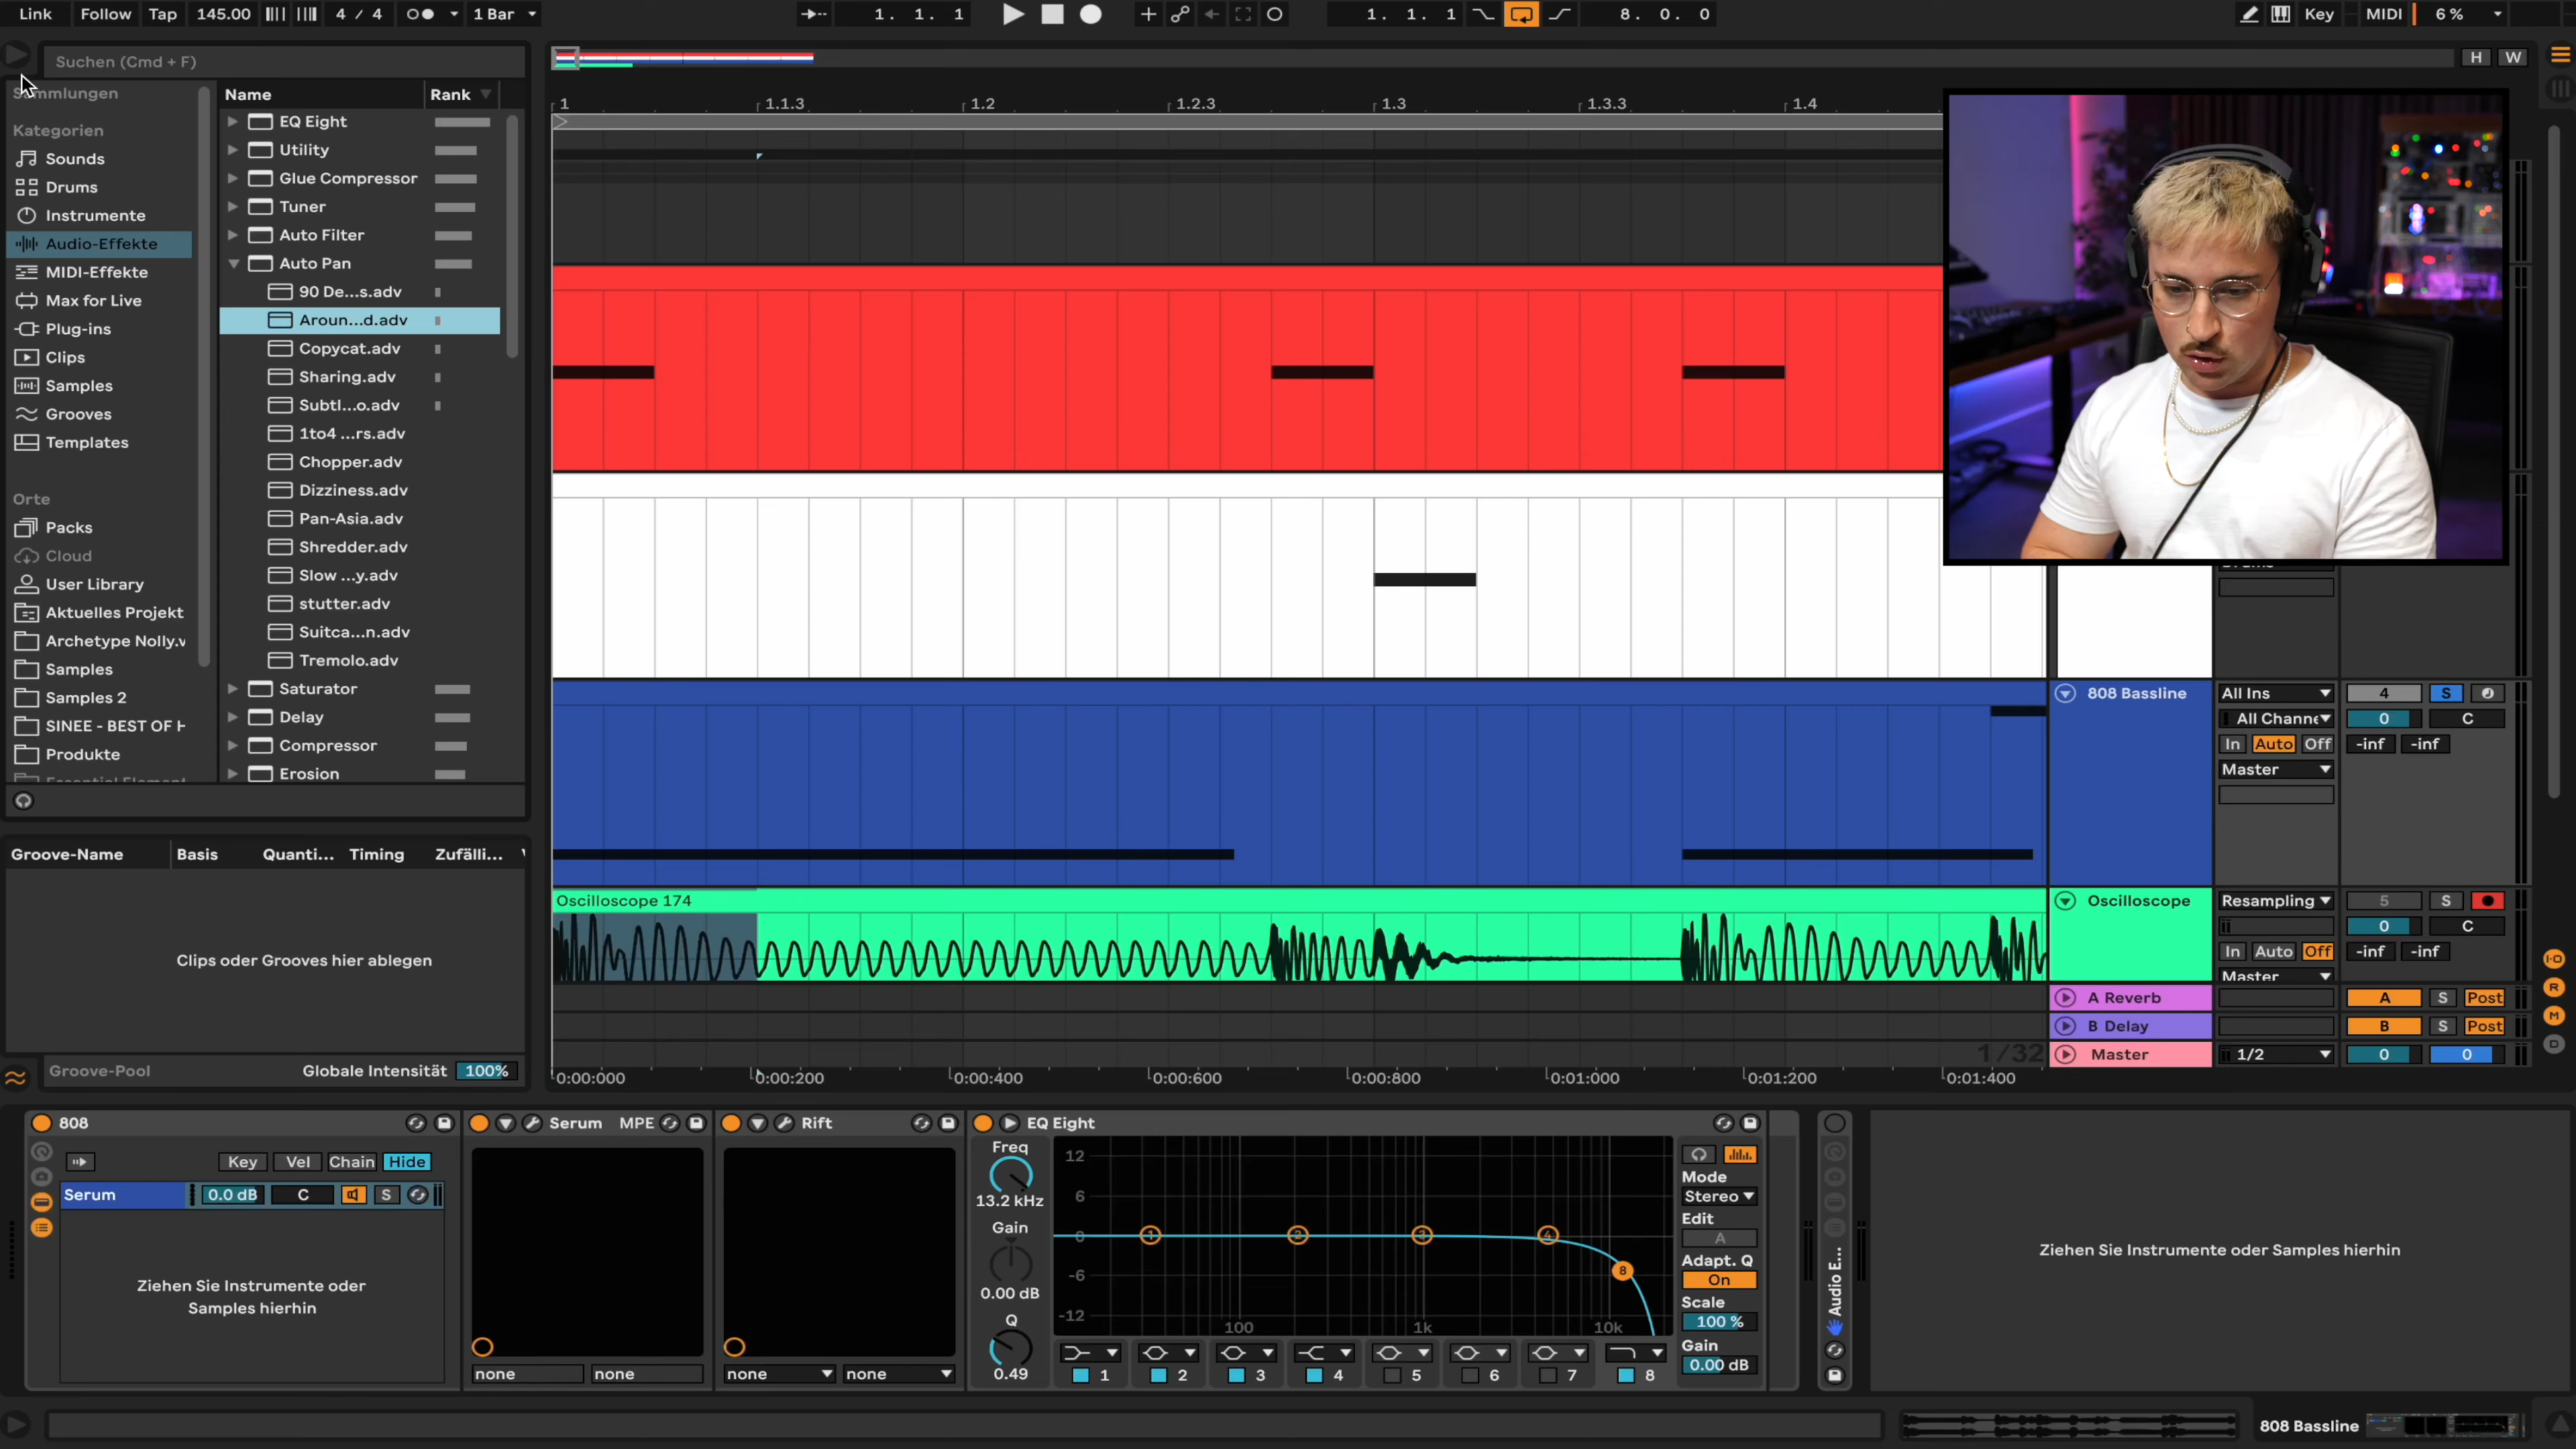 Link Follow Tap 145.00 4 / 4 1 Bar 1. 1. 1 1. 1. 1 8. 0. 0 Key MIDI 6 %
Suchen (Cmd + F) H W
Sammlungen
Name Rank
1 1.1.3 1.2 1.2.3 1.3 1.3.3 1.4
Kategorien
Sounds
Drums
Instrumente
Audio-Effekte
MIDI-Effekte
Max for Live
Plug-ins
Clips
Samples
Grooves
Templates
Orte
Packs
Cloud
User Library
Aktuelles Projekt
Archetype Nolly.v
Samples
Samples 2
SINEE - BEST OF H
Produkte
EQ Eight
Utility
Glue Compressor
Tuner
Auto Filter
Auto Pan
90 De...s.adv
Aroun...d.adv
Copycat.adv
Sharing.adv
Subtl...o.adv
1to4 ...rs.adv
Chopper.adv
Dizziness.adv
Pan-Asia.adv
Shredder.adv
Slow ...y.adv
stutter.adv
Suitca...n.adv
Tremolo.adv
Saturator
Delay
Compressor
Erosion
808 Bassline All Ins 4 S
All Channe 0 C
In Auto Off -inf -inf
Master
Oscilloscope 174
Oscilloscope Resampling 5 S
0 C
In Auto Off -inf -inf
Master
A Reverb A S Post
B Delay B S Post
1/32 Master 1/2 0 0
I·O
R
M
D
0:00:000 0:00:200 0:00:400 0:00:600 0:00:800 0:01:000 0:01:200 0:01:400
Groove-Name Basis Quanti... Timing Zufälli...
Clips oder Grooves hier ablegen
Groove-Pool Globale Intensität 100%
808
Key Vel Chain Hide
Serum 0.0 dB C S
Ziehen Sie Instrumente oder
Samples hierhin
Serum MPE
none none
Rift
none none
EQ Eight
Freq
13.2 kHz
Gain
0.00 dB
Q
0.49
12
6
0
-6
-12
100 1k 10k
1 2 3 4 8
1 2 3 4 5 6 7 8
Mode
Stereo
Edit
A
Adapt. Q
On
Scale
100 %
Gain
0.00 dB
Audio E...
Ziehen Sie Instrumente oder Samples hierhin
808 Bassline